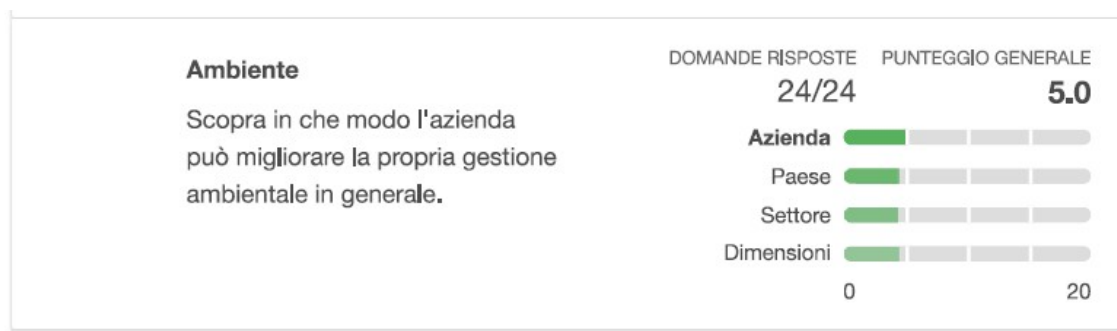 Ambiente
Scopra in che modo l'azienda
può migliorare la propria gestione
ambientale in generale.
DOMANDE RISPOSTE
24/24
PUNTEGGIO GENERALE
5.0
Azienda
Paese
Settore
Dimensioni
0
20